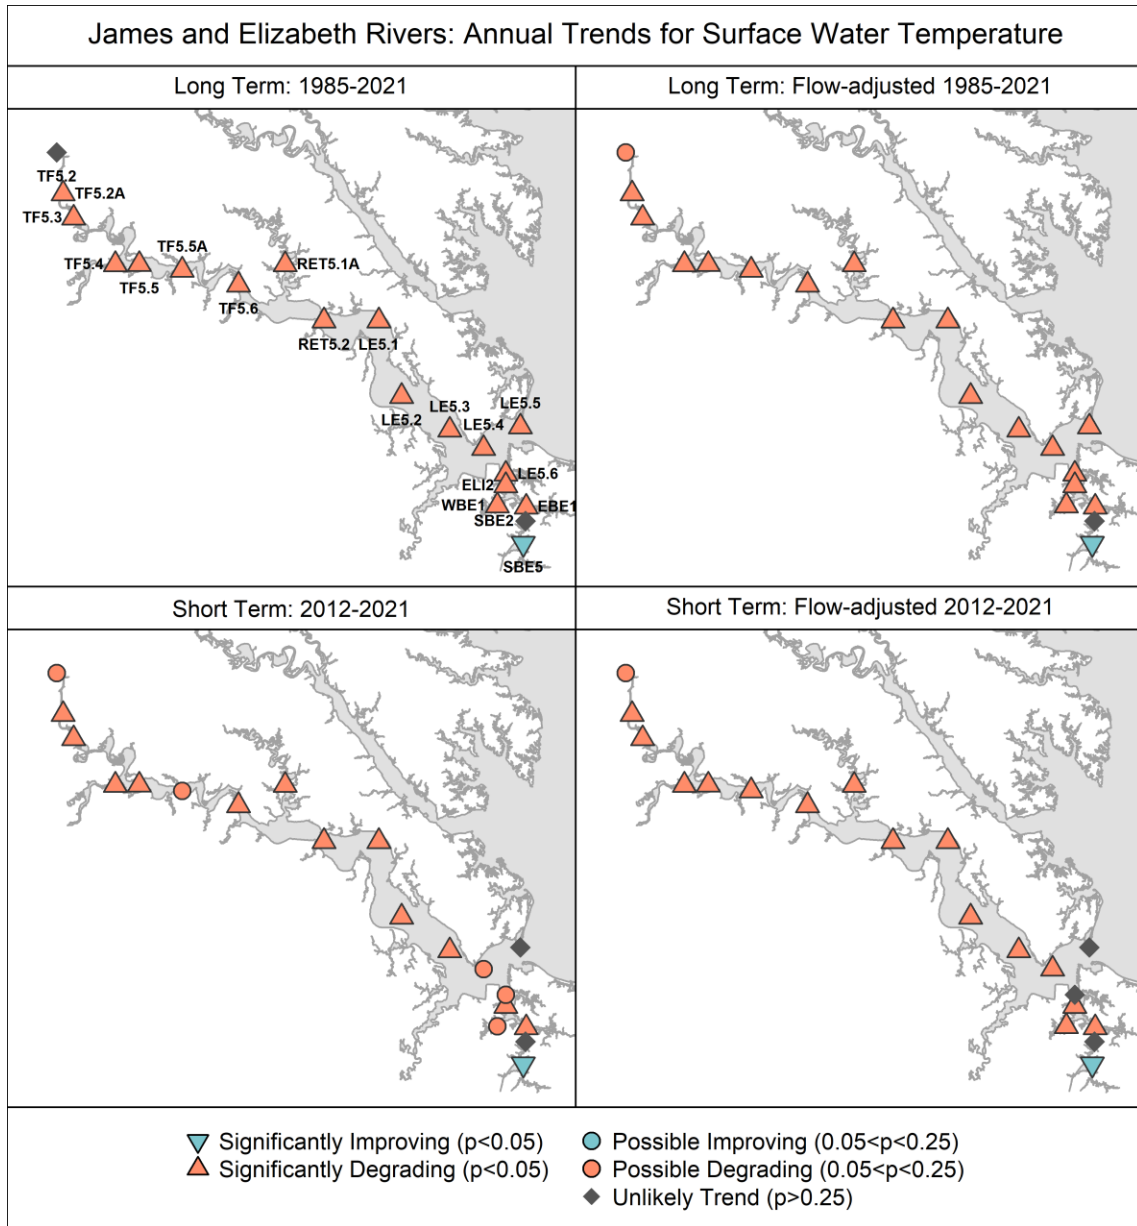 James and Elizabeth Rivers: Annual Trends for Surface Water Temperature
Long Term: 1985-2021
Long Term: Flow-adjusted 1985-2021
TF5.2
TF5.2A
TF5.3
TF5.4
TF5.5
TF5.5A
TF5.6
RET5.1A
RET5.2
LE5.1
LE5.2
LE5.3
LE5.4
LE5.5
LE5.6
ELI2
WBE1
EBE1
SBE2
SBE5
Short Term: 2012-2021
Short Term: Flow-adjusted 2012-2021
Significantly Improving (p<0.05)
Significantly Degrading (p<0.05)
Possible Improving (0.05<p<0.25)
Possible Degrading (0.05<p<0.25)
Unlikely Trend (p>0.25)